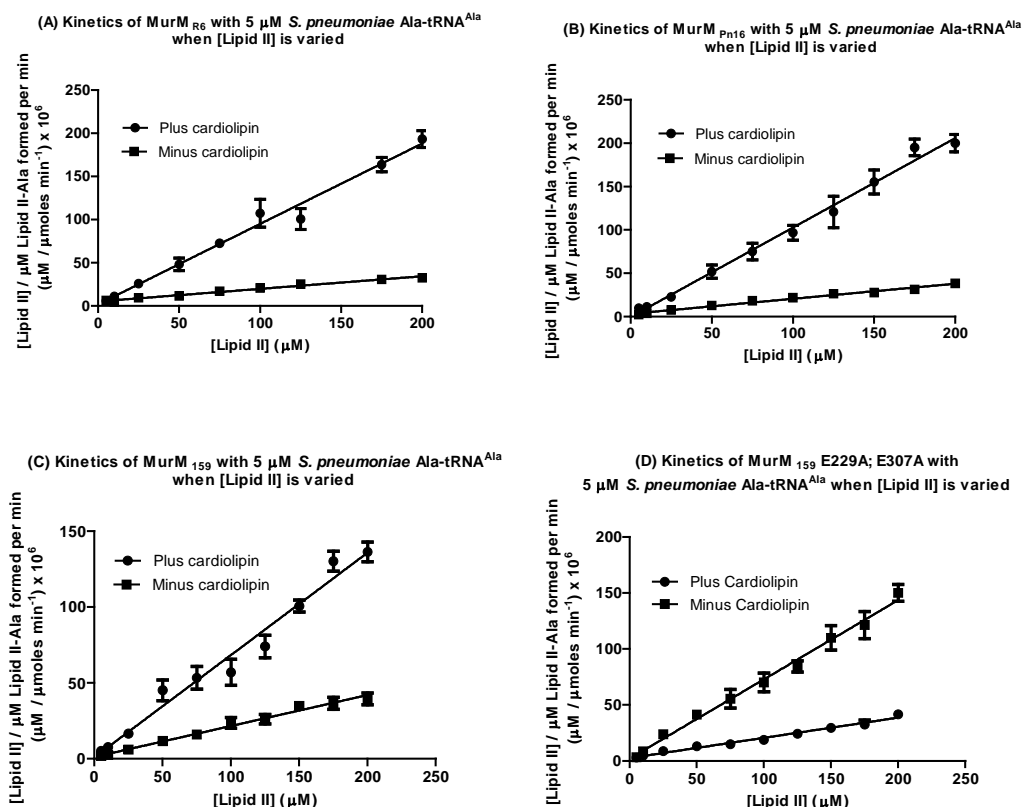 (A) Kinetics of MurM R6 with 5 μM S. pneumoniae Ala-tRNAAla
when [Lipid II] is varied
[Lipid II] / μM Lipid II-Ala formed per min
(μM / μmoles min-1) x 106
250
200
150
100
50
0
Plus cardiolipin
Minus cardiolipin
0 50 100 150 200
[Lipid II] (μM)
(B) Kinetics of MurM Pn16 with 5 μM S. pneumoniae Ala-tRNAAla
when [Lipid II] is varied
[Lipid II] / μM Lipid II-Ala formed per min
(μM / μmoles min-1) x 106
250
200
150
100
50
0
Plus cardiolipin
Minus cardiolipin
0 50 100 150 200
[Lipid II] (μM)
(C) Kinetics of MurM 159 with 5 μM S. pneumoniae Ala-tRNAAla
when [Lipid II] is varied
[Lipid II] / μM Lipid II-Ala formed per min
(μM / μmoles min-1) x 106
150
100
50
0
Plus cardiolipin
Minus cardiolipin
0 50 100 150 200 250
[Lipid II] (μM)
(D) Kinetics of MurM 159 E229A; E307A with
5 μM S. pneumoniae Ala-tRNAAla when [Lipid II] is varied
[Lipid II] / μM Lipid II-Ala formed per min
(μM / μmoles min-1) x 106
200
150
100
50
0
Plus Cardiolipin
Minus Cardiolipin
0 50 100 150 200 250
[Lipid II] (μM)